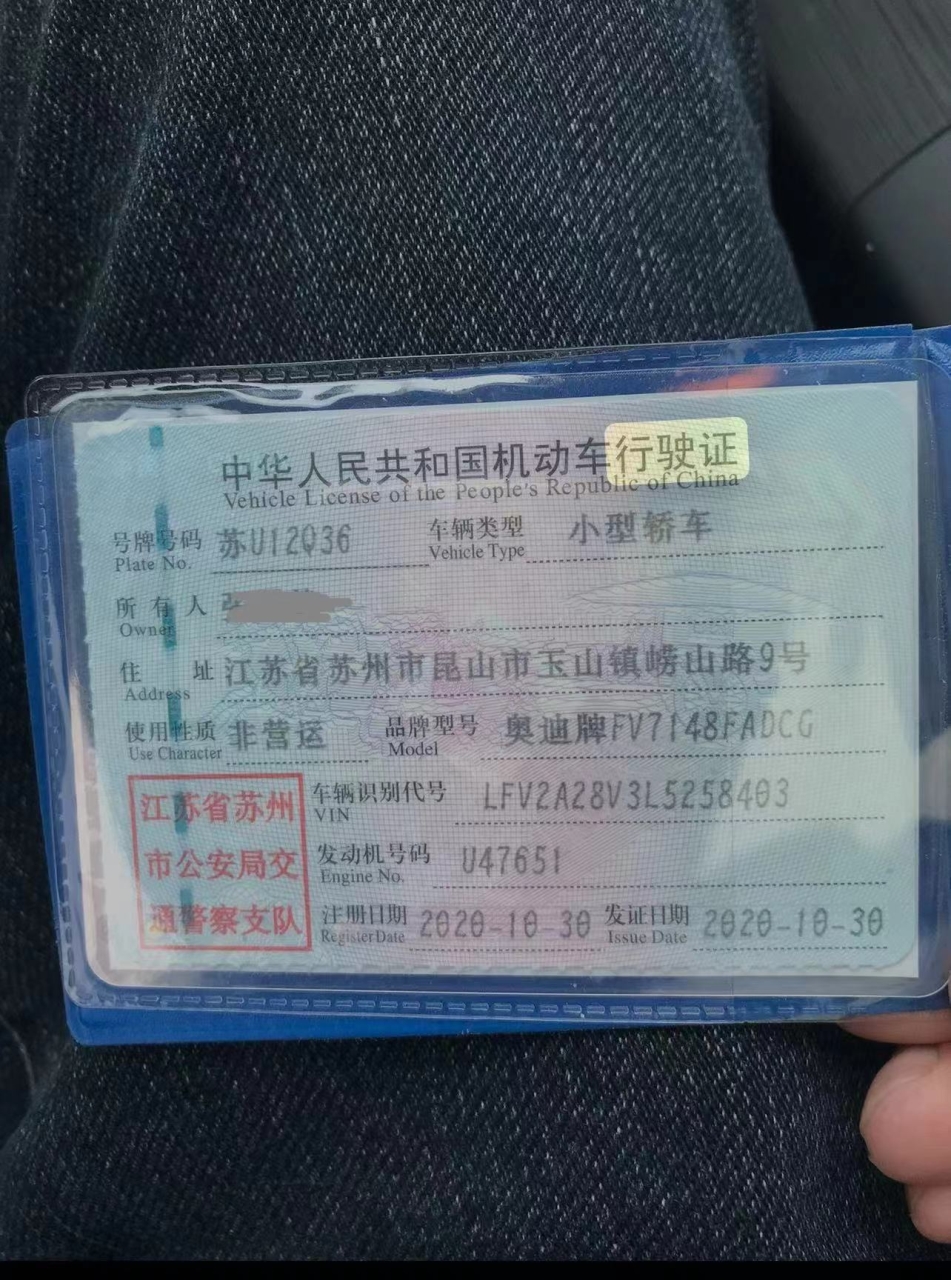 中华人民共和国机动车行驶证
Vehicle License of the People's Republic of China
号牌号码 苏U12Q36 车辆类型 小型轿车
Plate No. Vehicle Type
所有人
Owner
住址 江苏省苏州市昆山市玉山镇崂山路9号
Address
使用性质 非营运 品牌型号 奥迪牌FV7148FADCG
Use Character Model
江苏省苏州 车辆识别代号 LFV2A28V3L5258403
VIN
市公安局交 发动机号码 U47651
Engine No.
通警察支队 注册日期 2020-10-30 发证日期 2020-10-30
Register Date Issue Date